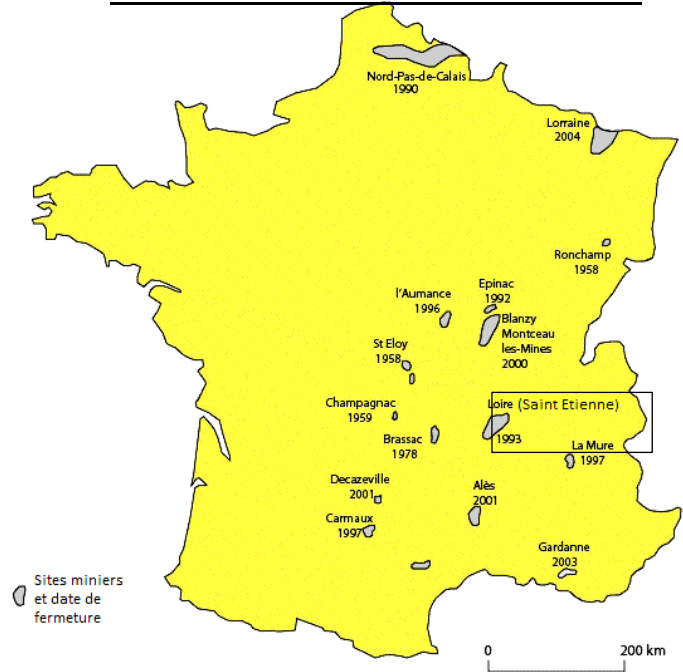 Nord-Pas-de-Calais
1990
Lorraine
2004
Ronchamp
1958
Epinac
1992
l'Aumance
1996
Blanzy
Montceau
les-Mines
2000
St Eloy
1958
Champagnac
1959
Loire (Saint Etienne)
1993
Brassac
1978
La Mure
1997
Decazeville
2001
Alès
2001
Carmaux
1997
Gardanne
2003
Sites miniers
et date de
fermeture
0 200 km